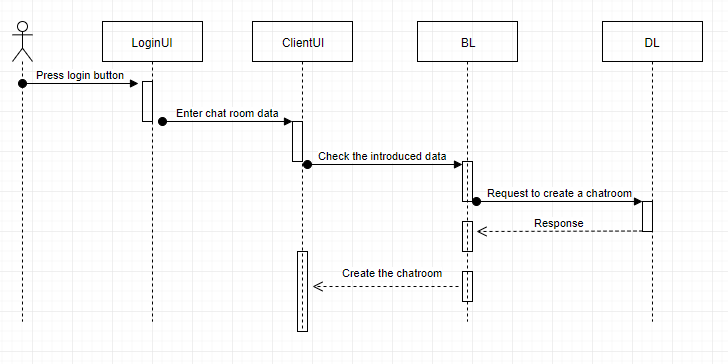 LoginUI
ClientUI
BL
DL
Press login button
Enter chat room data
Check the introduced data
Request to create a chatroom
Response
Create the chatroom